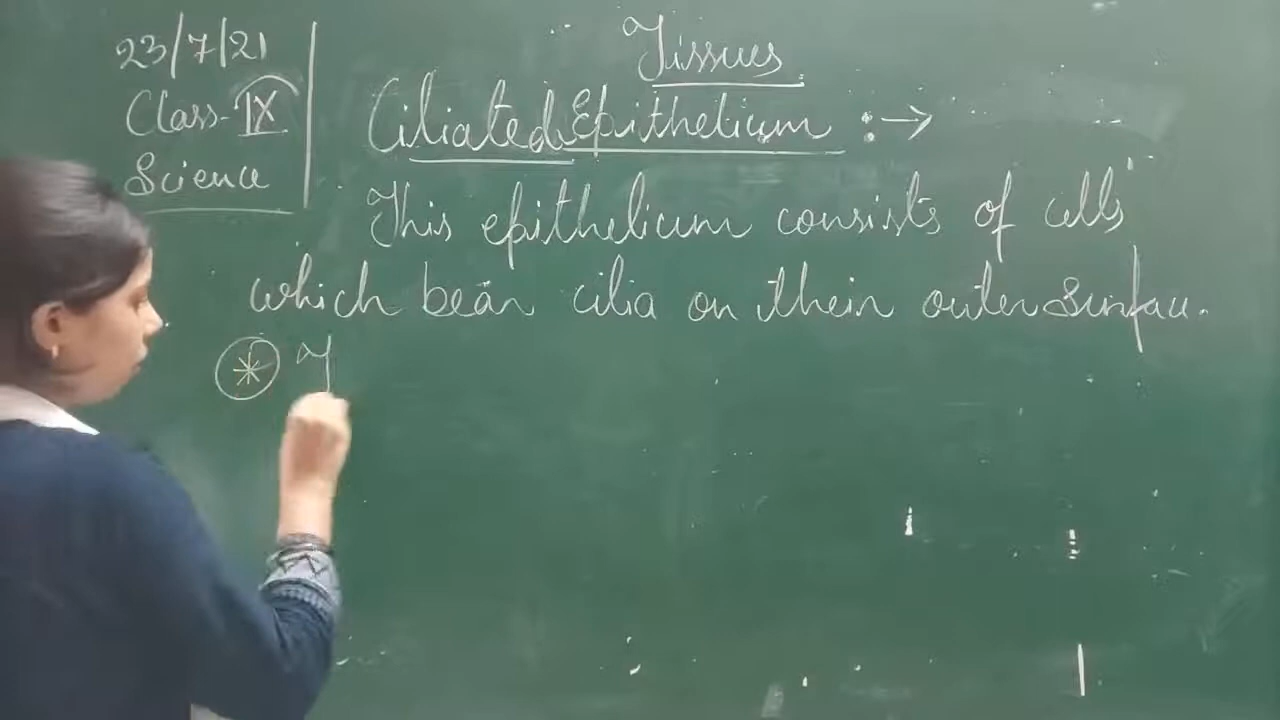 23/7/21
Class-IX
Science
Tissues
Ciliated Epithelium :→
This epithelium consists of cells
which bear cilia on their outer surface.